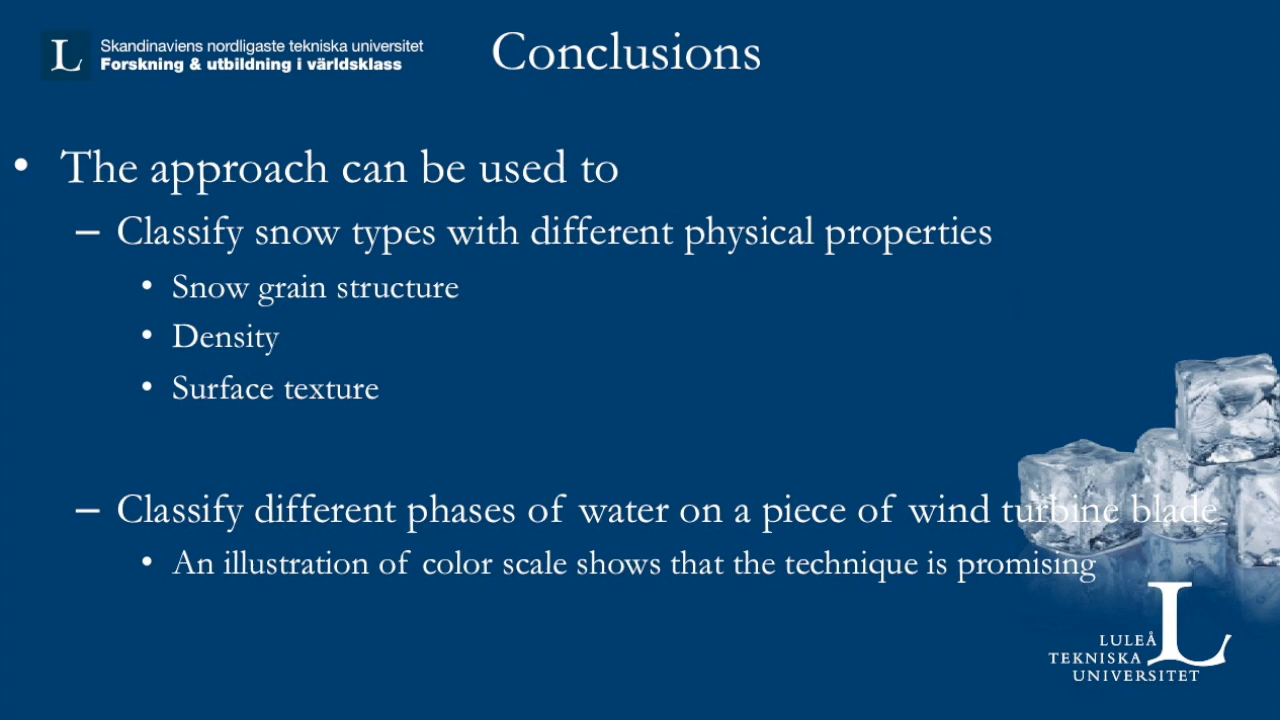 L
Skandinaviens nordligaste tekniska universitet
Forskning & utbildning i världsklass
Conclusions
• The approach can be used to
– Classify snow types with different physical properties
• Snow grain structure
• Density
• Surface texture
– Classify different phases of water on a piece of wind turbine blade
• An illustration of color scale shows that the technique is promising
L
LULEÅ
TEKNISKA
UNIVERSITET